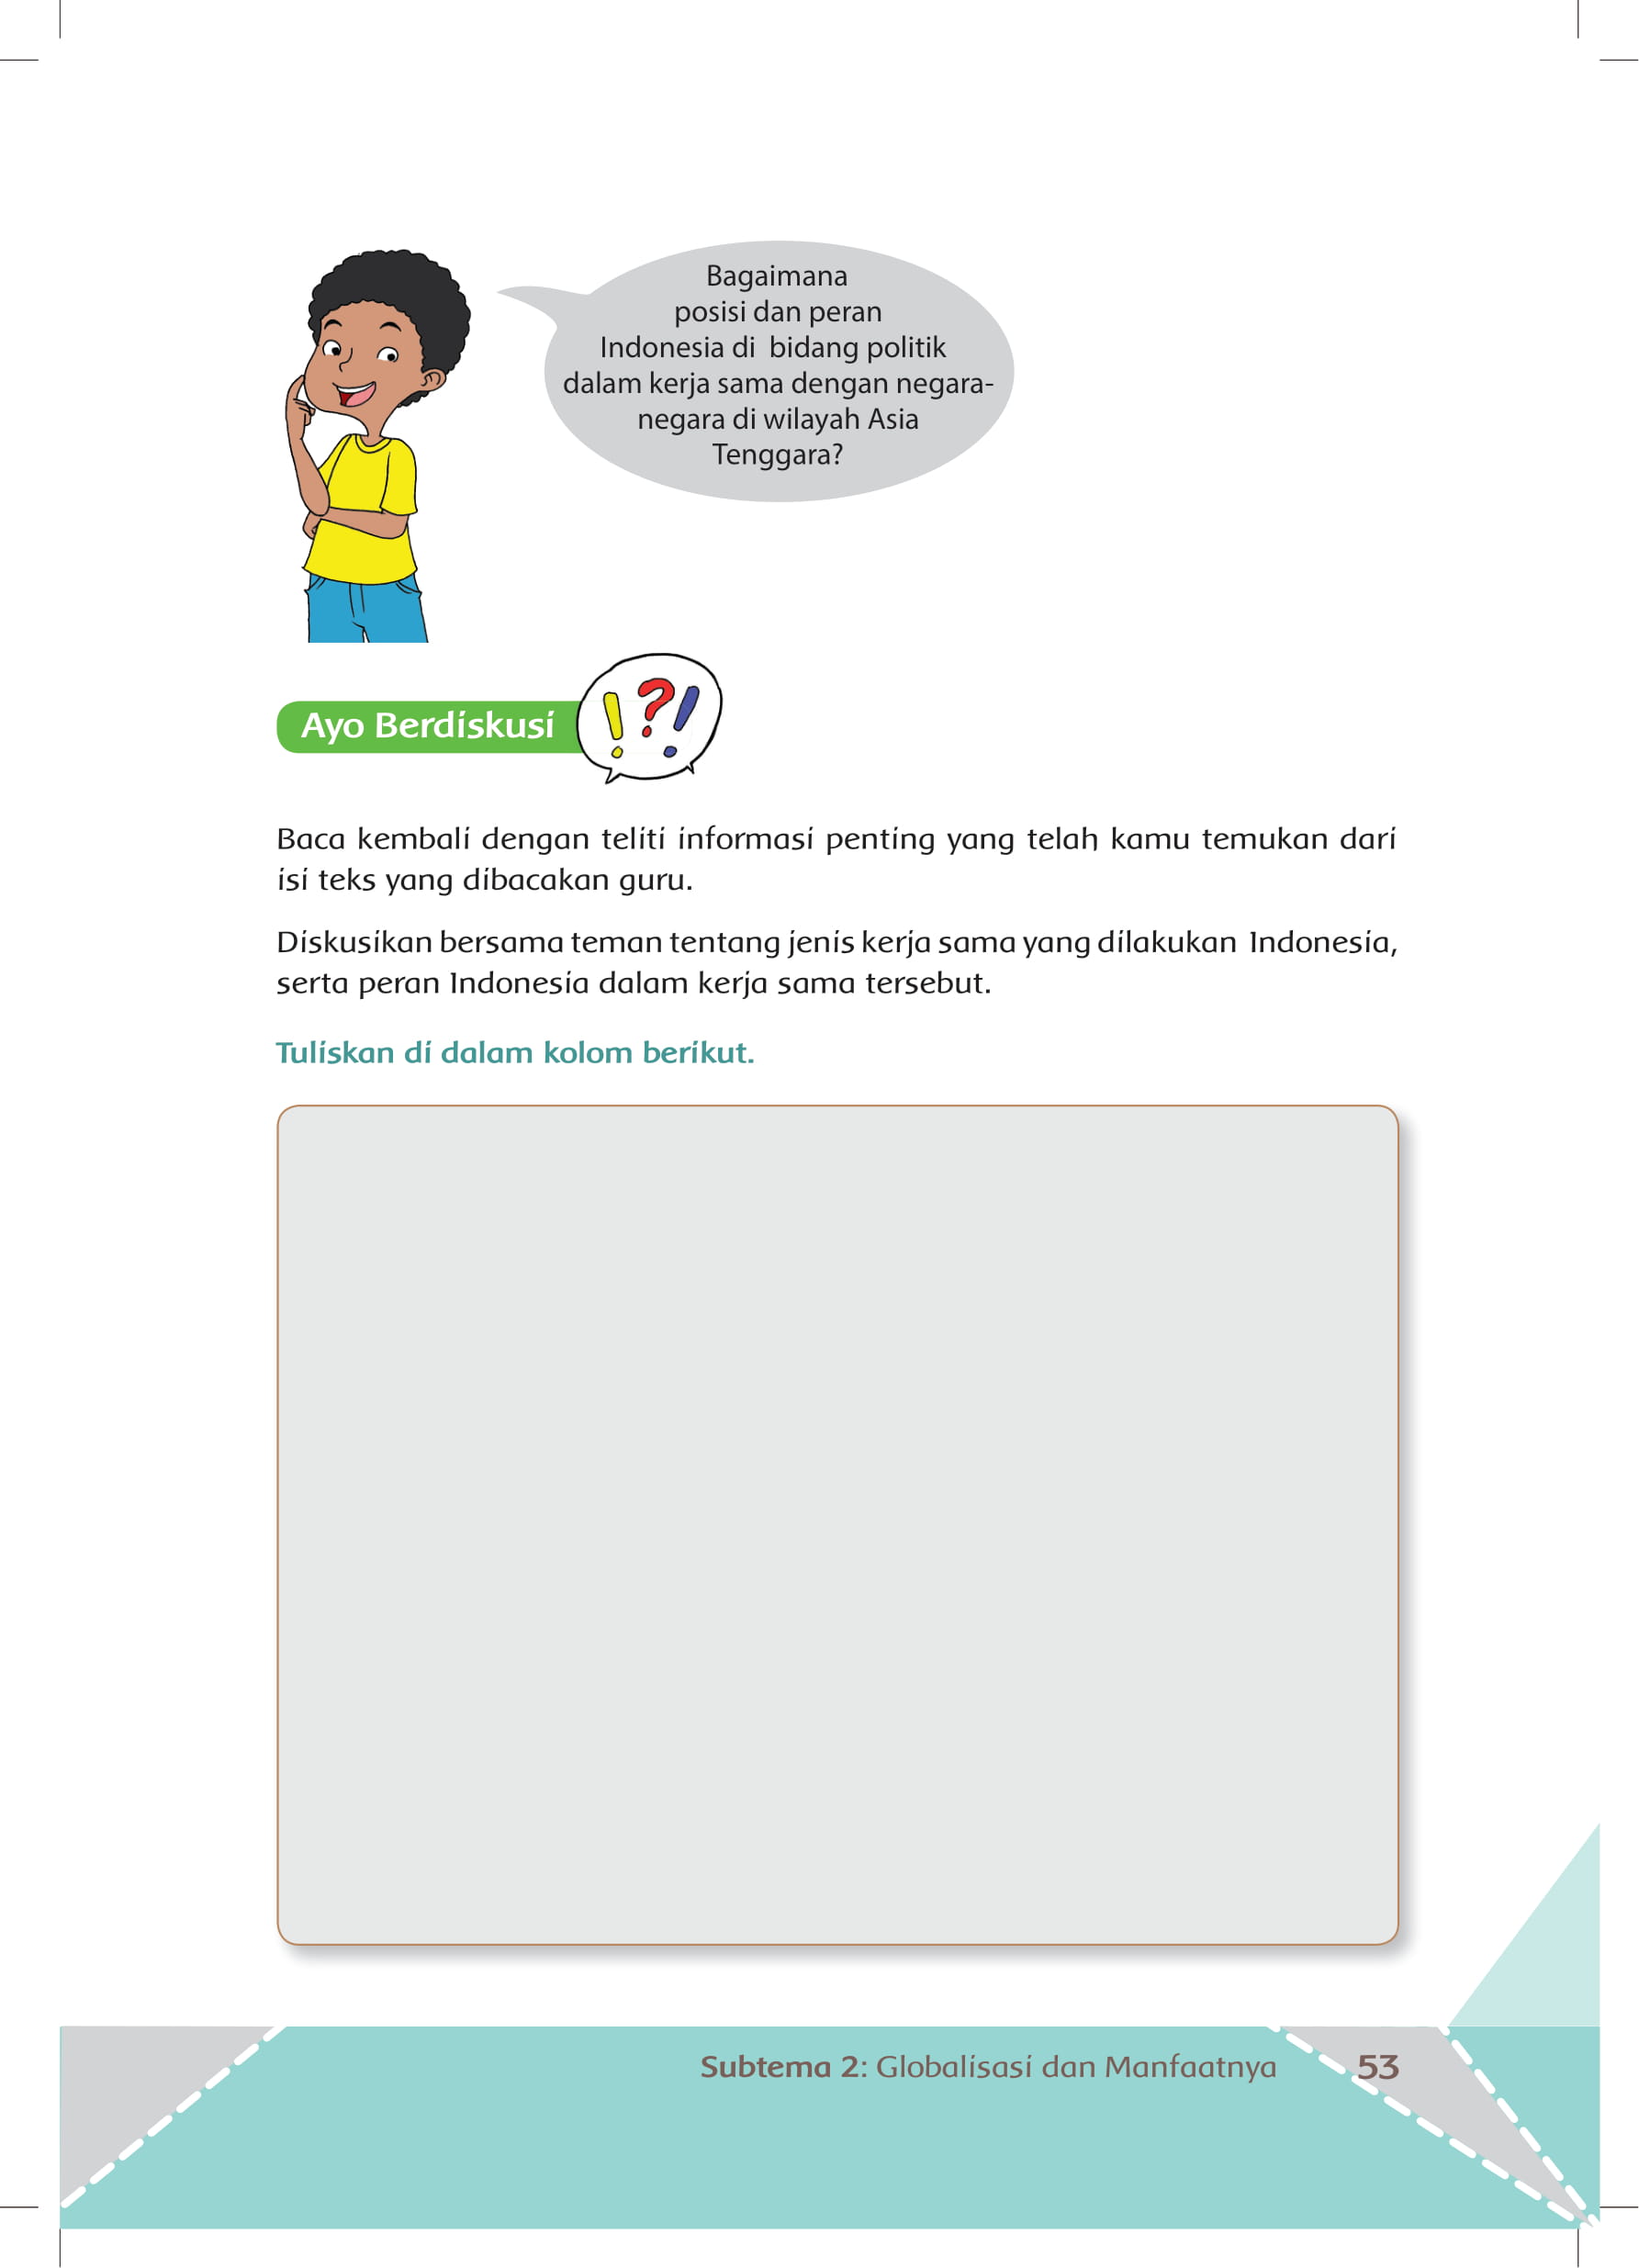 Bagaimana
posisi dan peran
Indonesia di bidang politik
dalam kerja sama dengan negara-
negara di wilayah Asia
Tenggara?
Ayo Berdiskusi
!?!
Baca kembali dengan teliti informasi penting yang telah kamu temukan dari
isi teks yang dibacakan guru.
Diskusikan bersama teman tentang jenis kerja sama yang dilakukan Indonesia,
serta peran Indonesia dalam kerja sama tersebut.
Tuliskan di dalam kolom berikut.
Subtema 2: Globalisasi dan Manfaatnya 53